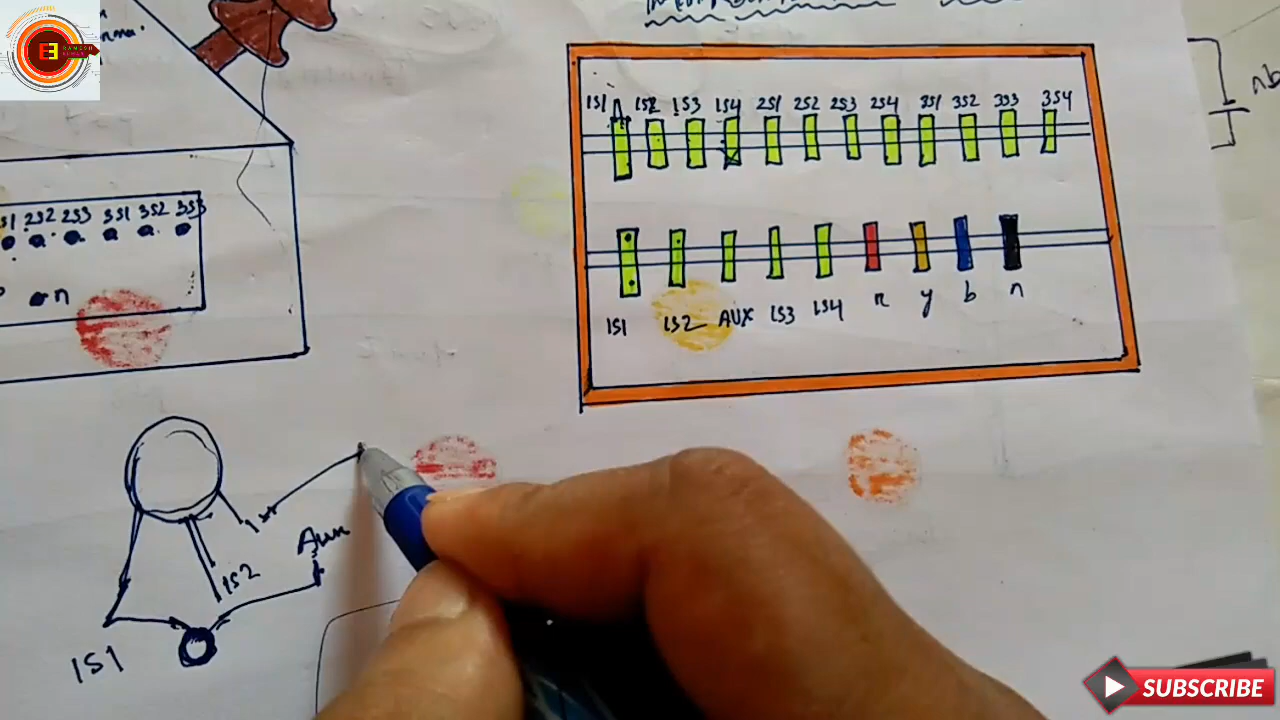 1S1 1S2 1S3 1S4 2S1 2S2 2S3 2S4 3S1 3S2 3S3 3S4
2S2 2S3 3S1 3S2 3S3
n
1S1 1S2 AUX 1S3 1S4 r y b n
nb
Aux
1S2
1S1
SUBSCRIBE